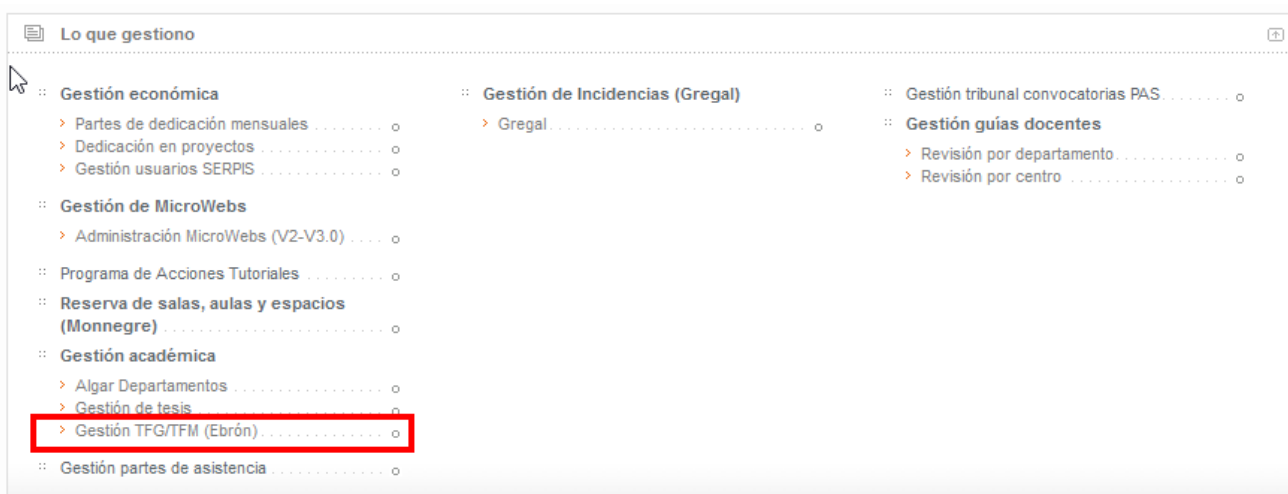 Lo que gestiono
Gestión económica
Partes de dedicación mensuales
Dedicación en proyectos
Gestión usuarios SERPIS
Gestión de MicroWebs
Administración MicroWebs (V2-V3.0)
Programa de Acciones Tutoriales
Reserva de salas, aulas y espacios
(Monnegre)
Gestión académica
Algar Departamentos
Gestión de tesis
Gestión TFG/TFM (Ebrón)
Gestión partes de asistencia
Gestión de Incidencias (Gregal)
Gregal
Gestión tribunal convocatorias PAS
Gestión guías docentes
Revisión por departamento
Revisión por centro